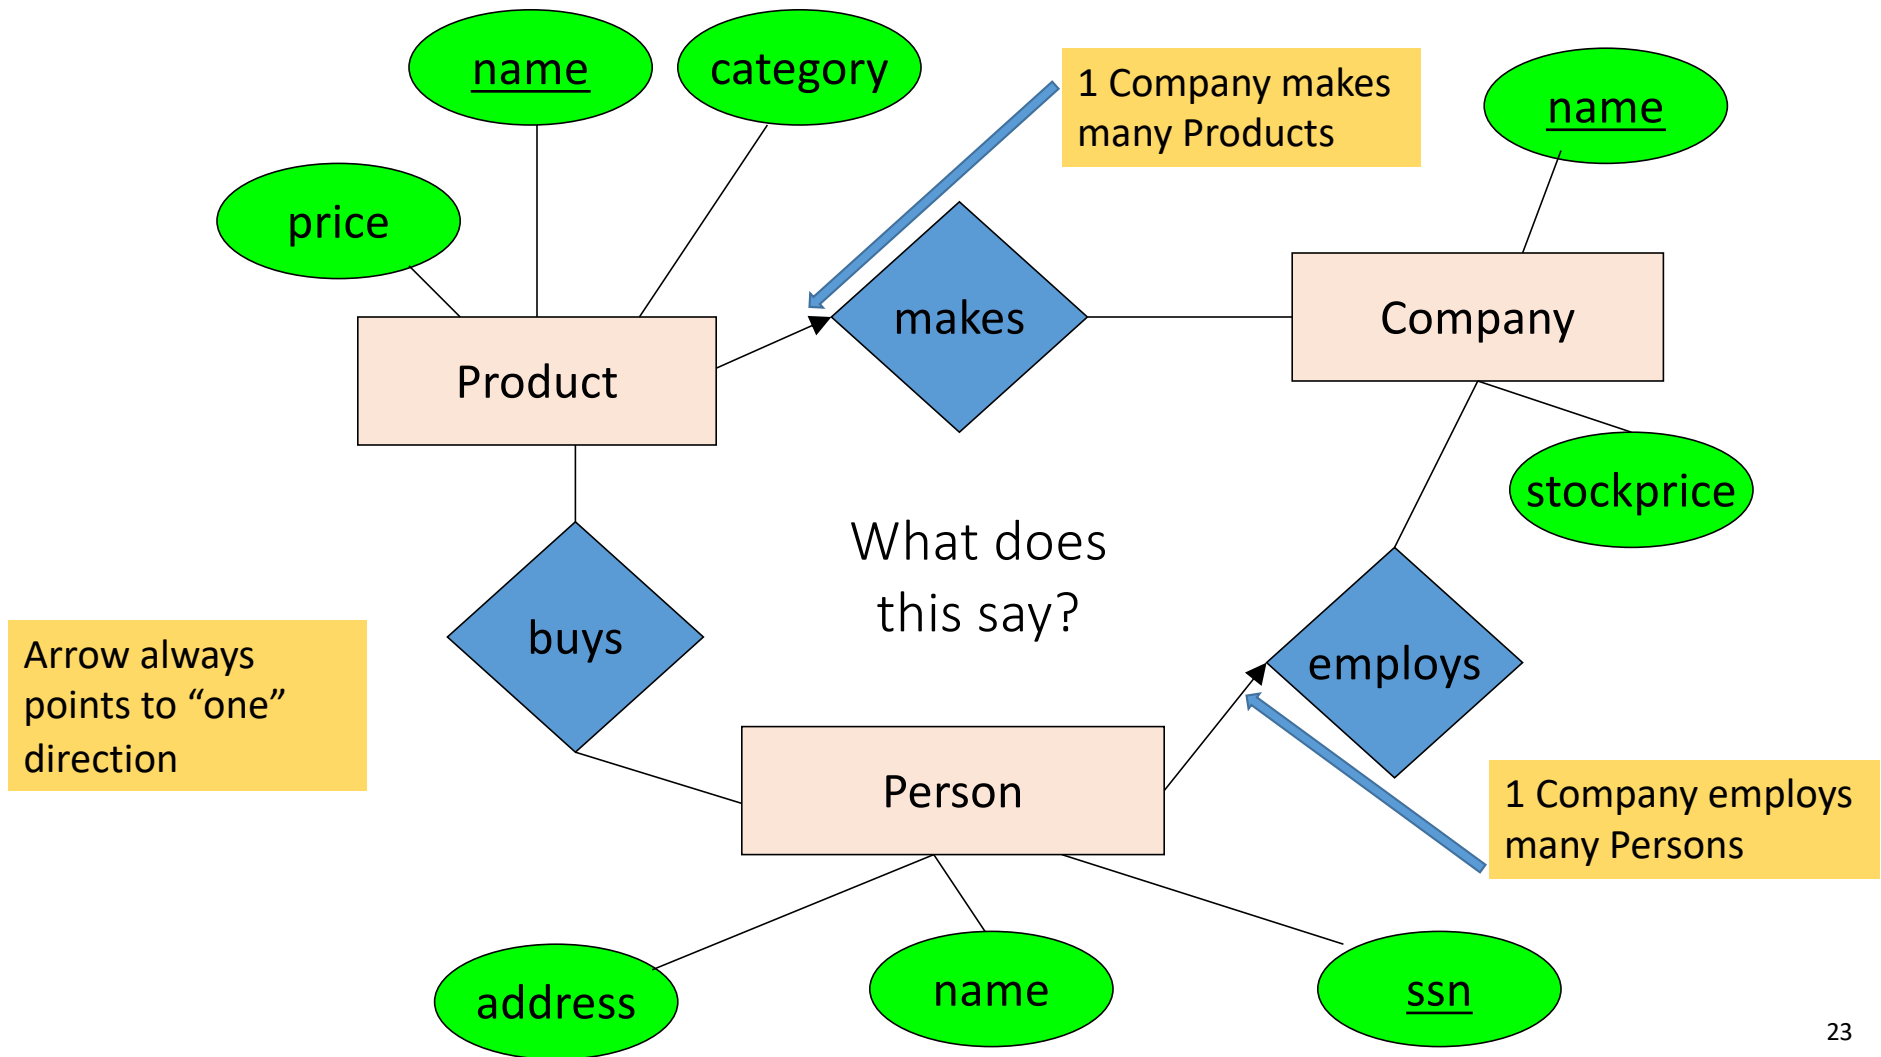 name
category
1 Company makes
many Products
name
price
makes
Company
Product
stockprice
What does
this say?
buys
employs
Arrow always
points to “one”
direction
Person
1 Company employs
many Persons
address
name
ssn
23